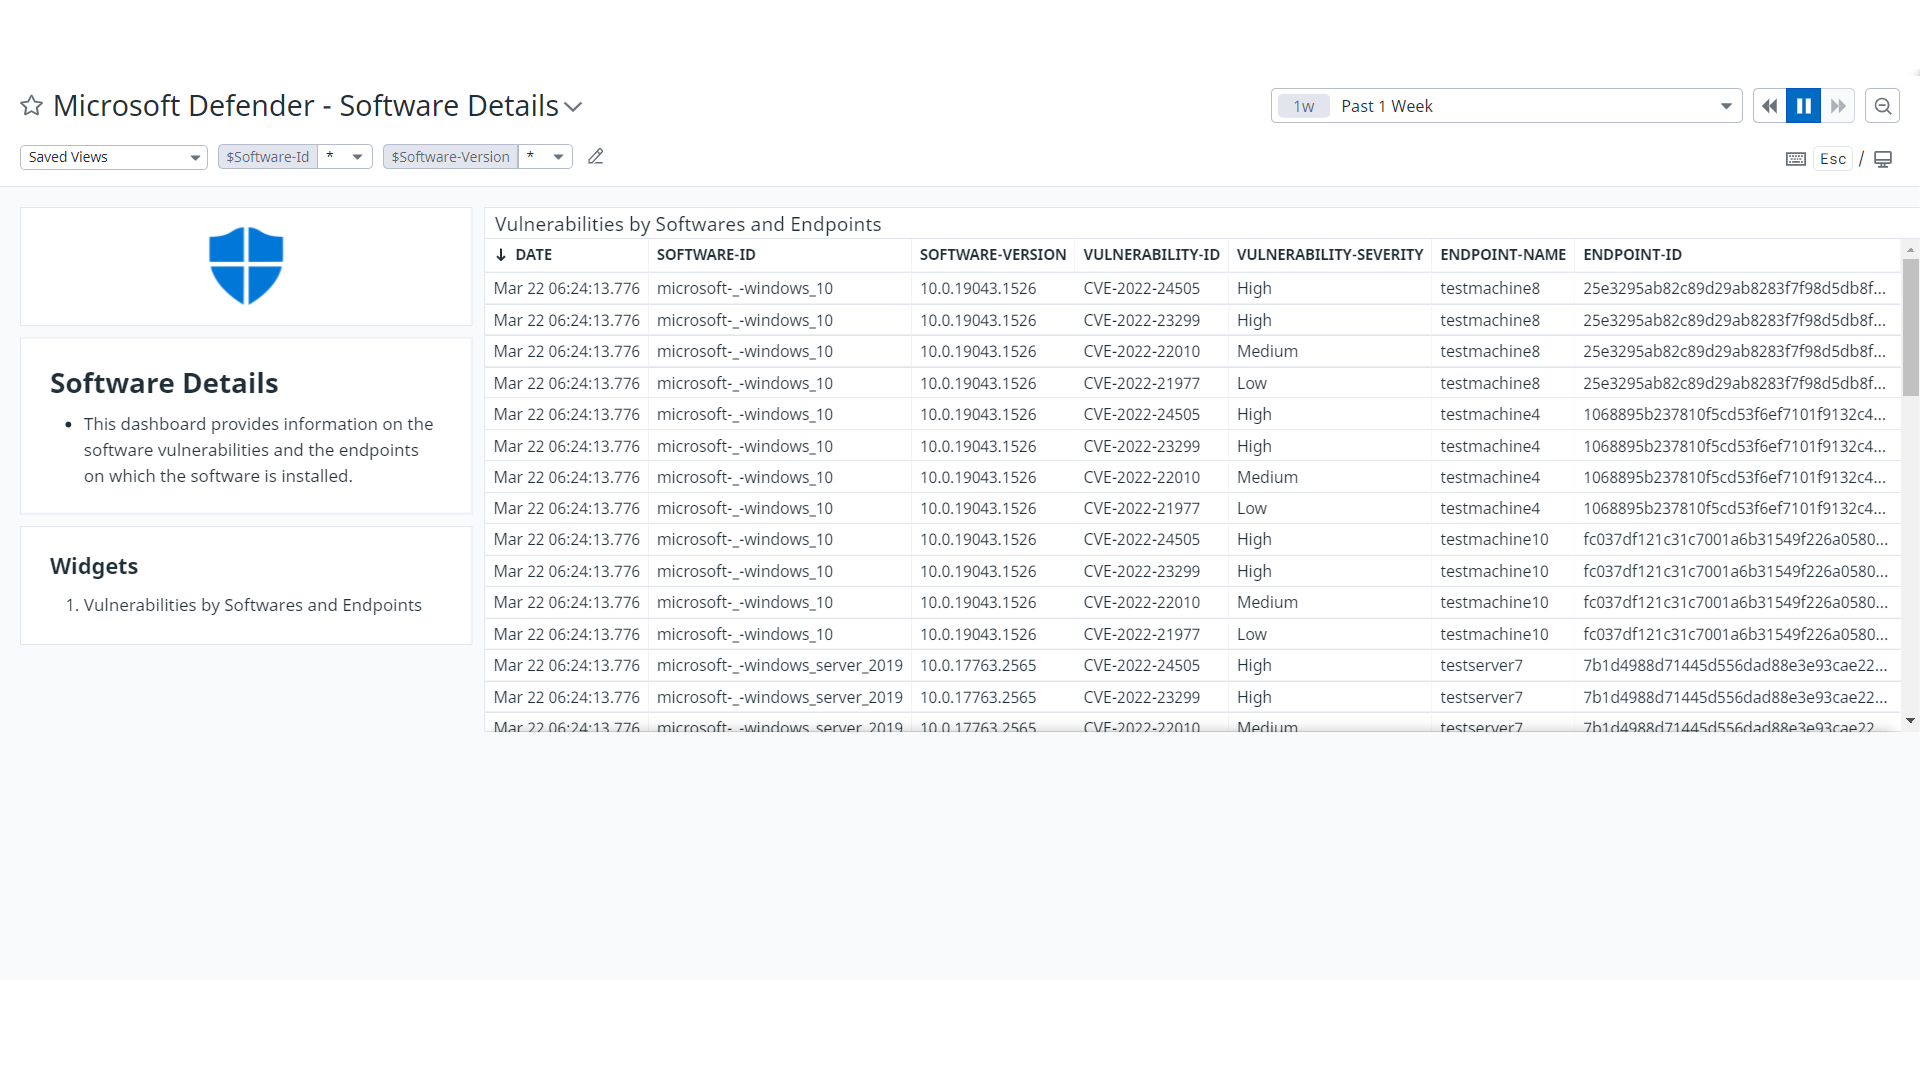 Microsoft Defender - Software Details
1w Past 1 Week
Saved Views $Software-Id * $Software-Version *
Esc /
Software Details
• This dashboard provides information on the
software vulnerabilities and the endpoints
on which the software is installed.
Widgets
1. Vulnerabilities by Softwares and Endpoints
Vulnerabilities by Softwares and Endpoints
DATE SOFTWARE-ID SOFTWARE-VERSION VULNERABILITY-ID VULNERABILITY-SEVERITY ENDPOINT-NAME ENDPOINT-ID
Mar 22 06:24:13.776 microsoft-_-windows_10 10.0.19043.1526 CVE-2022-24505 High testmachine8 25e3295ab82c89d29ab8283f7f98d5db8f...
Mar 22 06:24:13.776 microsoft-_-windows_10 10.0.19043.1526 CVE-2022-23299 High testmachine8 25e3295ab82c89d29ab8283f7f98d5db8f...
Mar 22 06:24:13.776 microsoft-_-windows_10 10.0.19043.1526 CVE-2022-22010 Medium testmachine8 25e3295ab82c89d29ab8283f7f98d5db8f...
Mar 22 06:24:13.776 microsoft-_-windows_10 10.0.19043.1526 CVE-2022-21977 Low testmachine8 25e3295ab82c89d29ab8283f7f98d5db8f...
Mar 22 06:24:13.776 microsoft-_-windows_10 10.0.19043.1526 CVE-2022-24505 High testmachine4 1068895b237810f5cd53f6ef7101f9132c4...
Mar 22 06:24:13.776 microsoft-_-windows_10 10.0.19043.1526 CVE-2022-23299 High testmachine4 1068895b237810f5cd53f6ef7101f9132c4...
Mar 22 06:24:13.776 microsoft-_-windows_10 10.0.19043.1526 CVE-2022-22010 Medium testmachine4 1068895b237810f5cd53f6ef7101f9132c4...
Mar 22 06:24:13.776 microsoft-_-windows_10 10.0.19043.1526 CVE-2022-21977 Low testmachine4 1068895b237810f5cd53f6ef7101f9132c4...
Mar 22 06:24:13.776 microsoft-_-windows_10 10.0.19043.1526 CVE-2022-24505 High testmachine10 fc037df121c31c7001a6b31549f226a0580...
Mar 22 06:24:13.776 microsoft-_-windows_10 10.0.19043.1526 CVE-2022-23299 High testmachine10 fc037df121c31c7001a6b31549f226a0580...
Mar 22 06:24:13.776 microsoft-_-windows_10 10.0.19043.1526 CVE-2022-22010 Medium testmachine10 fc037df121c31c7001a6b31549f226a0580...
Mar 22 06:24:13.776 microsoft-_-windows_10 10.0.19043.1526 CVE-2022-21977 Low testmachine10 fc037df121c31c7001a6b31549f226a0580...
Mar 22 06:24:13.776 microsoft-_-windows_server_2019 10.0.17763.2565 CVE-2022-24505 High testserver7 7b1d4988d71445d556dad88e3e93cae22...
Mar 22 06:24:13.776 microsoft-_-windows_server_2019 10.0.17763.2565 CVE-2022-23299 High testserver7 7b1d4988d71445d556dad88e3e93cae22...
Mar 22 06:24:13.776 microsoft-_-windows_server_2019 10.0.17763.2565 CVE-2022-22010 Medium testserver7 7b1d4988d71445d556dad88e3e93cae22...